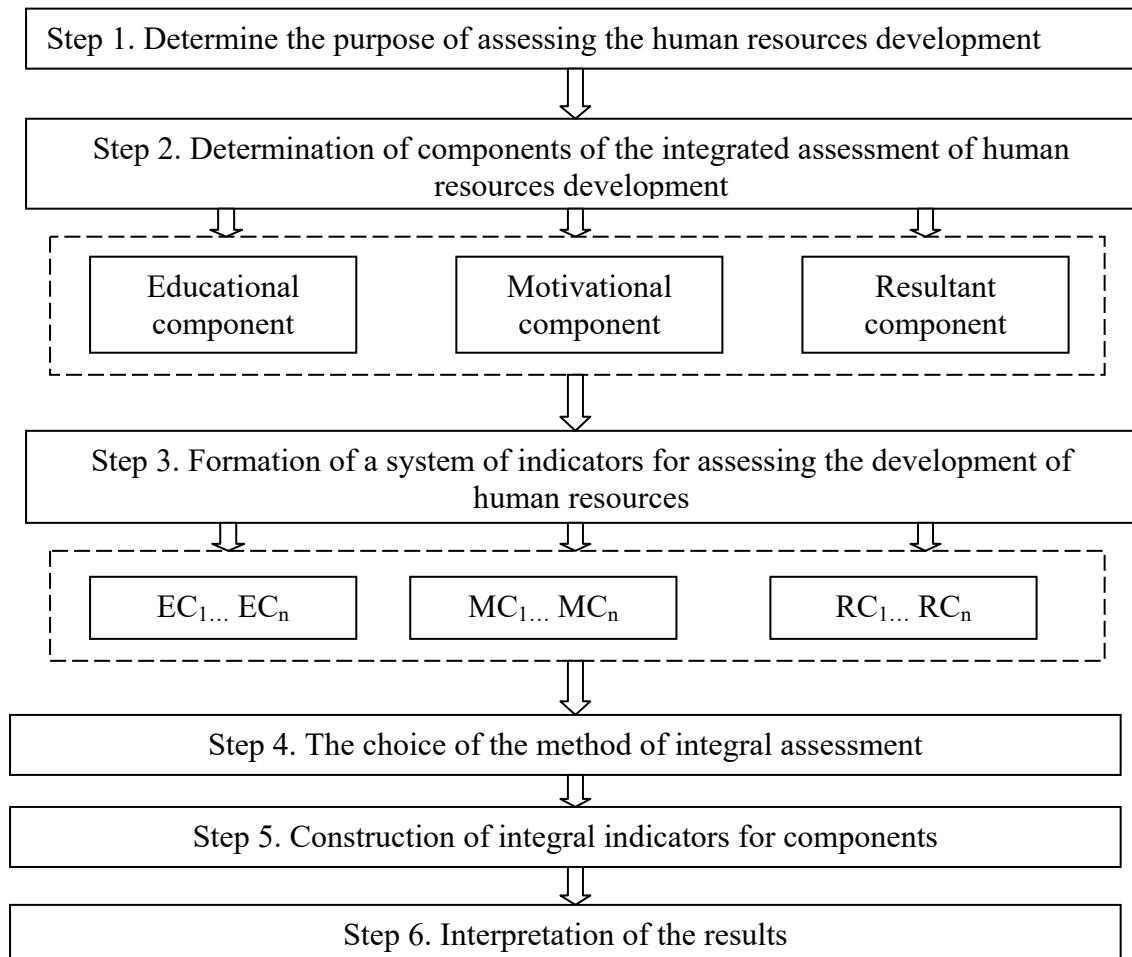 Step 1. Determine the purpose of assessing the human resources development
Step 2. Determination of components of the integrated assessment of human
resources development
Educational
component
Motivational
component
Resultant
component
Step 3. Formation of a system of indicators for assessing the development of
human resources
EC₁... ECₙ
MC₁... MCₙ
RC₁... RCₙ
Step 4. The choice of the method of integral assessment
Step 5. Construction of integral indicators for components
Step 6. Interpretation of the results